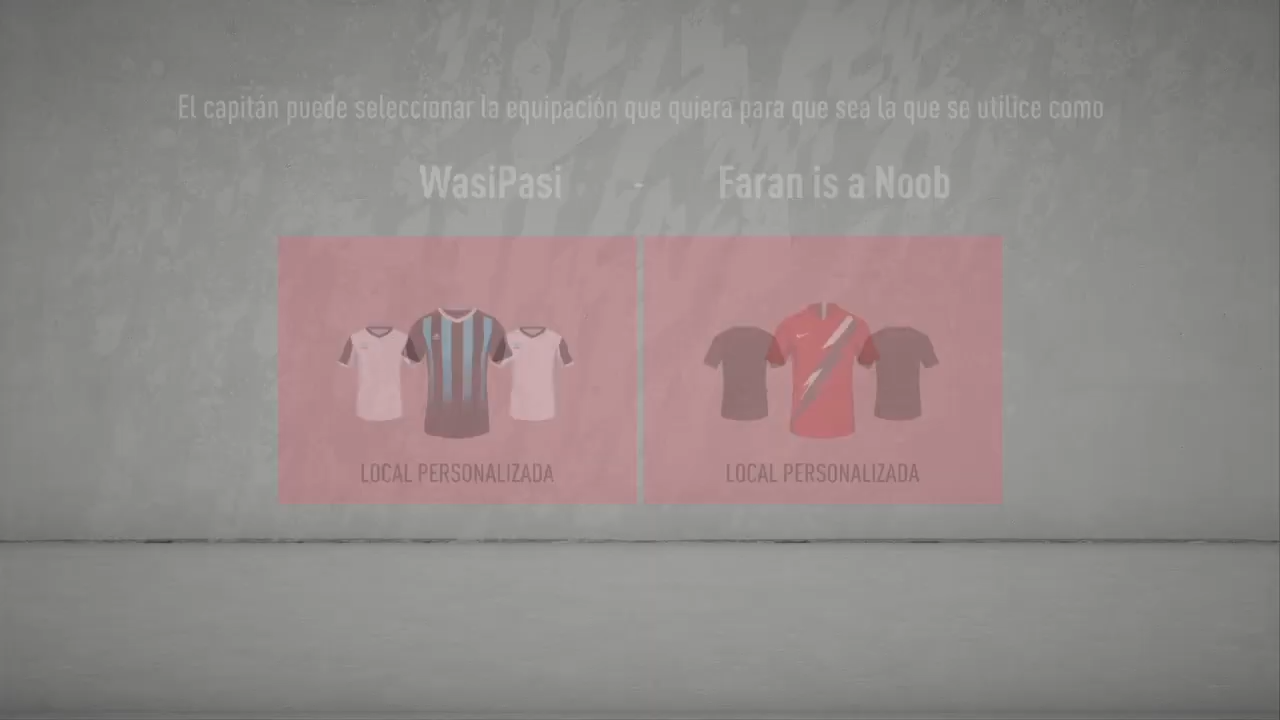 El capitán puede seleccionar la equipación que quiera para que sea la que se utilice como
WasiPasi - Faran is a Noob
LOCAL PERSONALIZADA LOCAL PERSONALIZADA